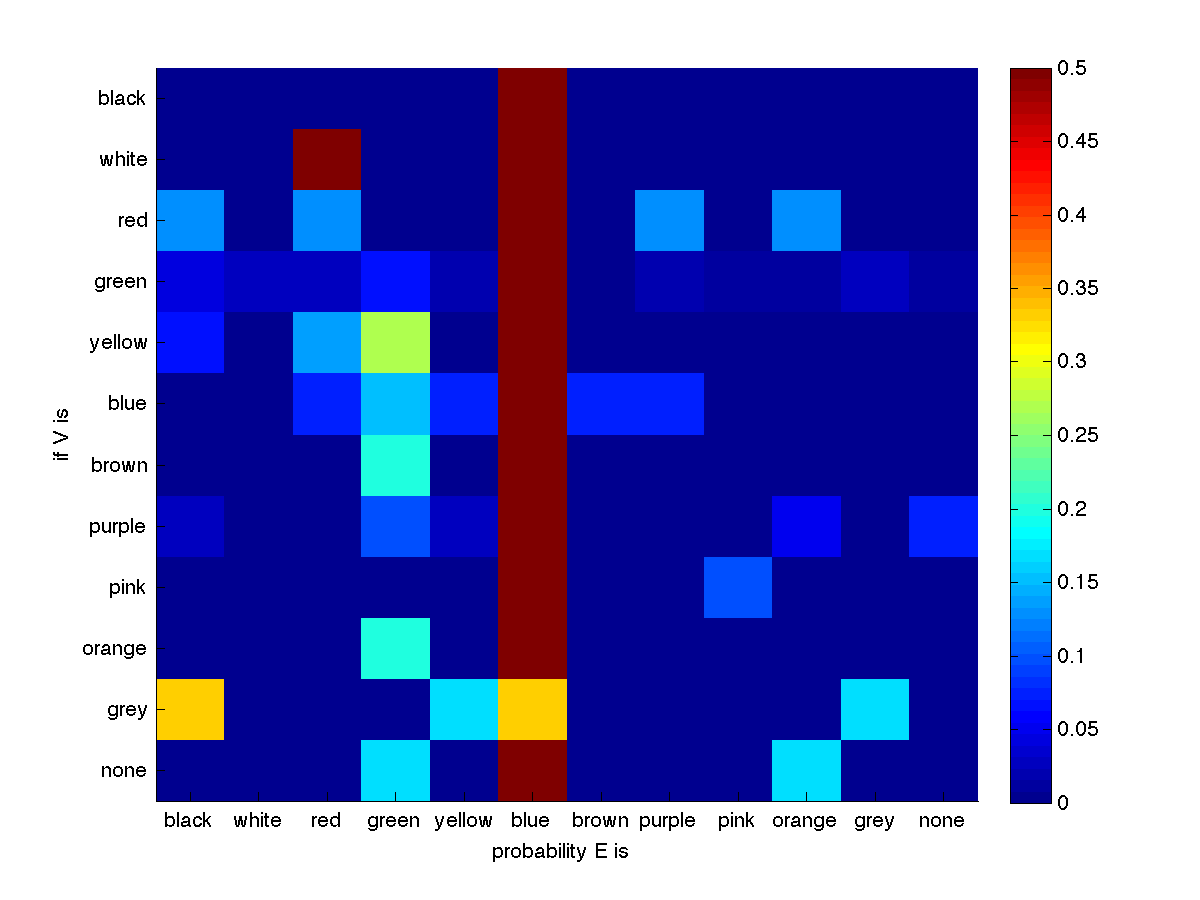 black
white
red
green
yellow
blue
brown
purple
pink
orange
grey
none
if V is
black white red green yellow blue brown purple pink orange grey none
probability E is
0.5
0.45
0.4
0.35
0.3
0.25
0.2
0.15
0.1
0.05
0